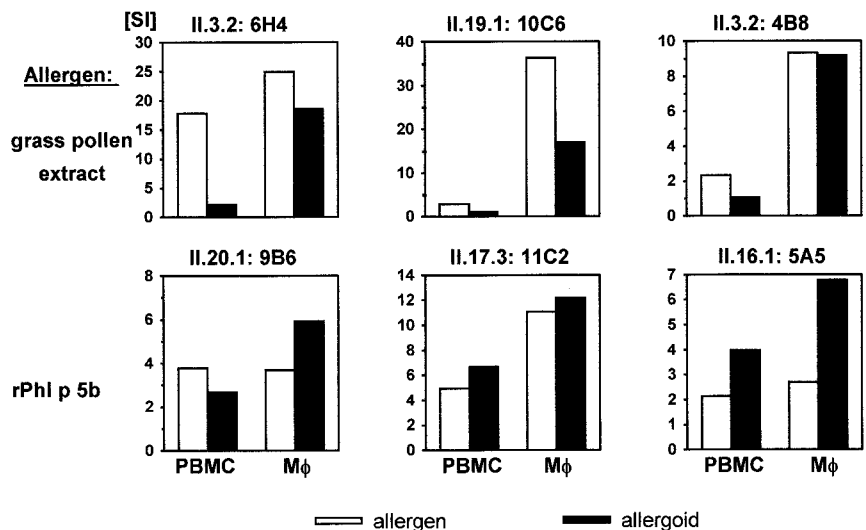 [SI]
II.3.2: 6H4
II.19.1: 10C6
II.3.2: 4B8
Allergen:
grass pollen
extract
30
25
20
15
10
5
0
40
30
20
10
0
10
8
6
4
2
0
II.20.1: 9B6
II.17.3: 11C2
II.16.1: 5A5
rPhl p 5b
8
6
4
2
0
14
12
10
8
6
4
2
0
7
6
5
4
3
2
1
0
PBMC Mϕ
PBMC Mϕ
PBMC Mϕ
allergen
allergoid